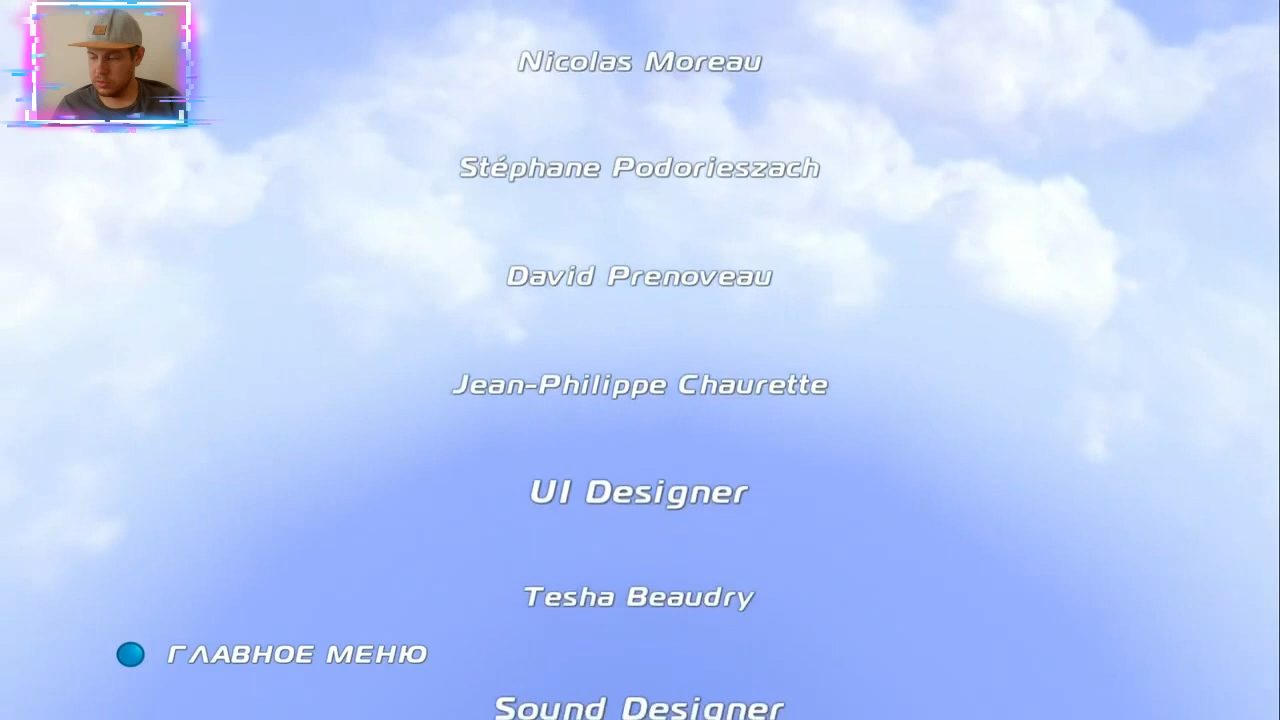 Nicolas Moreau
Stéphane Podorieszach
David Prenoveau
Jean-Philippe Chaurette
UI Designer
Tesha Beaudry
ГЛАВНОЕ МЕНЮ
Sound Designer